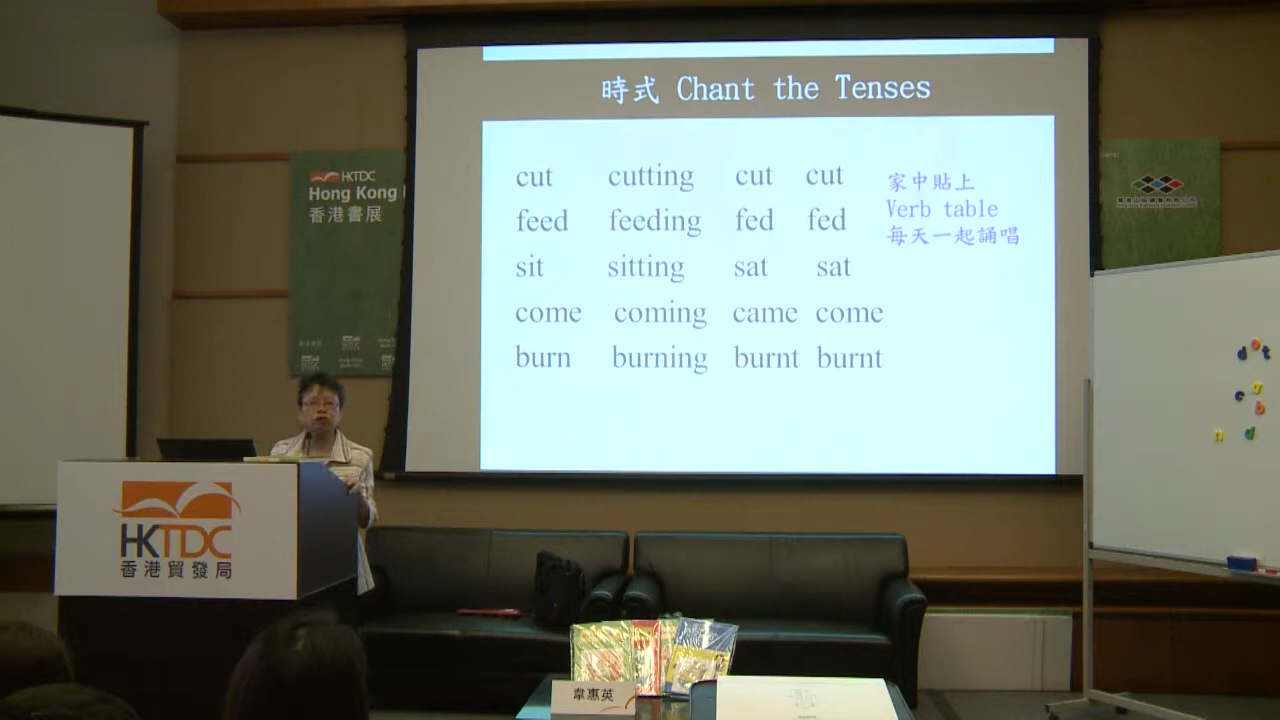 時式 Chant the Tenses
cut cutting cut cut
feed feeding fed fed
sit sitting sat sat
come coming came come
burn burning burnt burnt
家中貼上
Verb table
每天一起誦唱
HKTDC
Hong Kong
香港書展
HKTDC
香港貿發局
韋惠英
d o t
e g
b
n d